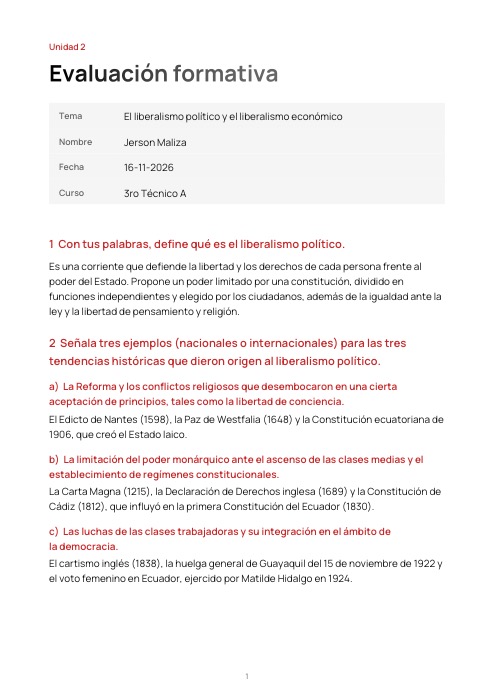 Unidad 2
Evaluación formativa
Tema El liberalismo político y el liberalismo económico
Nombre Jerson Maliza
Fecha 16-11-2026
Curso 3ro Técnico A
1 Con tus palabras, define qué es el liberalismo político.
Es una corriente que defiende la libertad y los derechos de cada persona frente al
poder del Estado. Propone un poder limitado por una constitución, dividido en
funciones independientes y elegido por los ciudadanos, además de la igualdad ante la
ley y la libertad de pensamiento y religión.
2 Señala tres ejemplos (nacionales o internacionales) para las tres
tendencias históricas que dieron origen al liberalismo político.
a) La Reforma y los conflictos religiosos que desembocaron en una cierta
aceptación de principios, tales como la libertad de conciencia.
El Edicto de Nantes (1598), la Paz de Westfalia (1648) y la Constitución ecuatoriana de
1906, que creó el Estado laico.
b) La limitación del poder monárquico ante el ascenso de las clases medias y el
establecimiento de regímenes constitucionales.
La Carta Magna (1215), la Declaración de Derechos inglesa (1689) y la Constitución de
Cádiz (1812), que influyó en la primera Constitución del Ecuador (1830).
c) Las luchas de las clases trabajadoras y su integración en el ámbito de
la democracia.
El cartismo inglés (1838), la huelga general de Guayaquil del 15 de noviembre de 1922 y
el voto femenino en Ecuador, ejercido por Matilde Hidalgo en 1924.
1